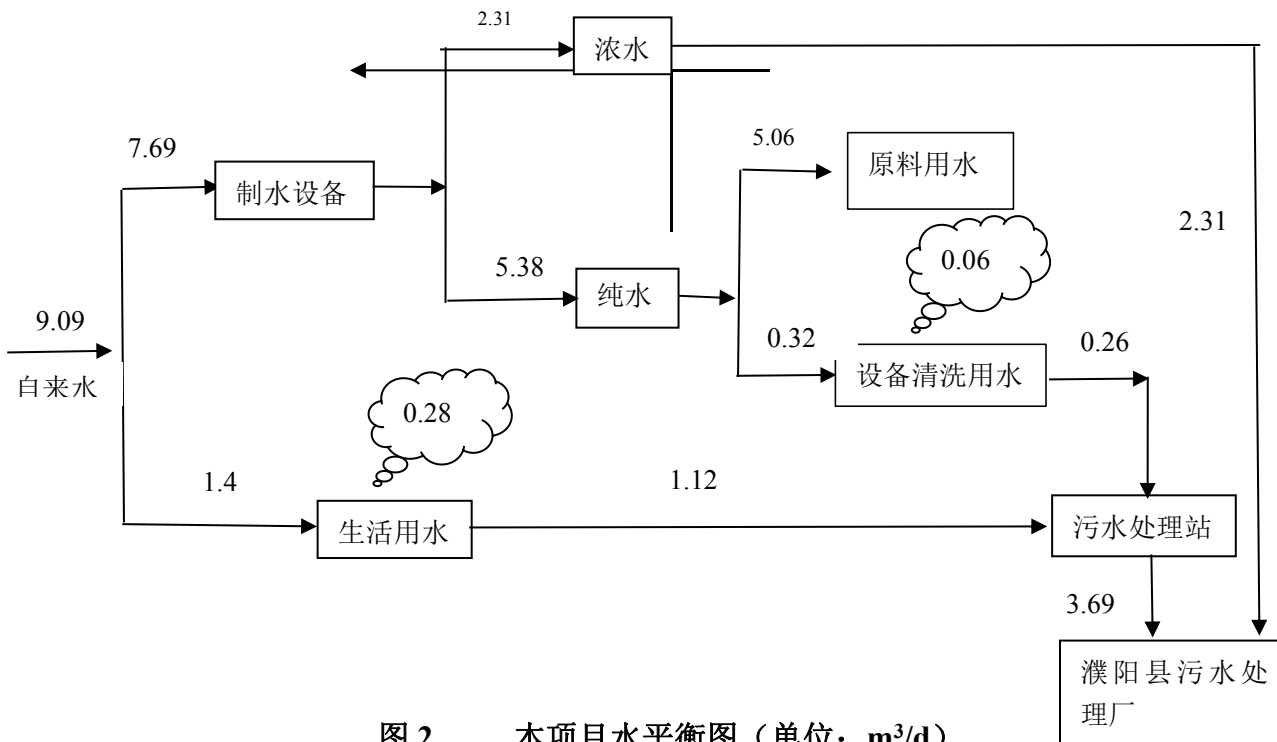 2.31
浓水
7.69
5.06
原料用水
制水设备
2.31
0.06
5.38
纯水
9.09
0.32
0.26
自来水
设备清洗用水
0.28
1.4
1.12
生活用水
污水处理站
3.69
濮阳县污水处
理厂
图 2 本项目水平衡图（单位：m³/d）